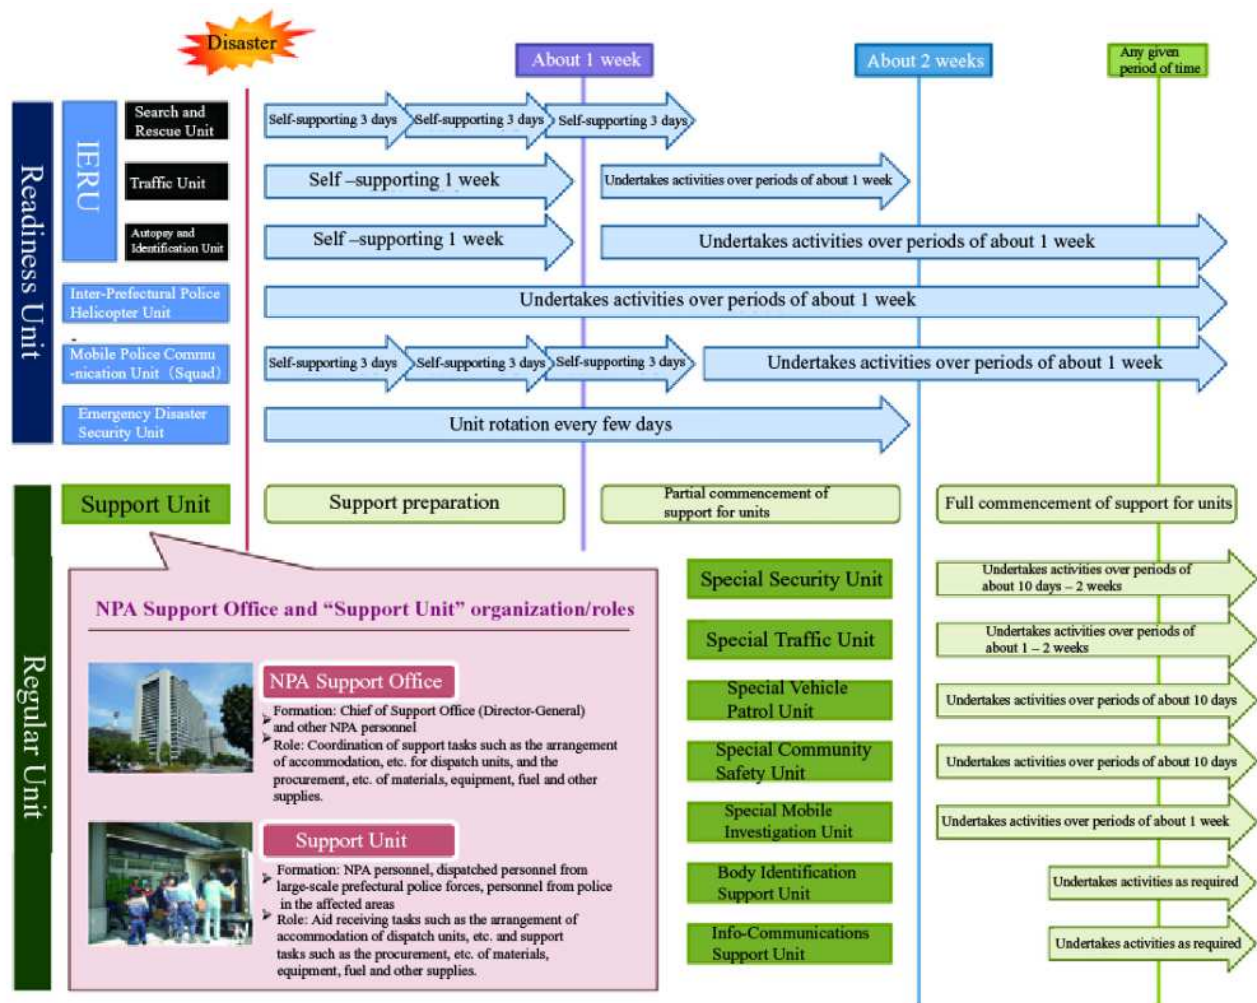 Disaster
About 1 week
About 2 weeks
Any given
period of time
Readiness Unit
IERU
Search and
Rescue Unit
Self-supporting 3 days
Self-supporting 3 days
Self-supporting 3 days
Traffic Unit
Self –supporting 1 week
Undertakes activities over periods of about 1 week
Autopsy and
Identification Unit
Self –supporting 1 week
Undertakes activities over periods of about 1 week
Inter-Prefectural Police
Helicopter Unit
Undertakes activities over periods of about 1 week
Mobile Police Commu
-nication Unit (Squad)
Self-supporting 3 days
Self-supporting 3 days
Self-supporting 3 days
Undertakes activities over periods of about 1 week
Emergency Disaster
Security Unit
Unit rotation every few days
Regular Unit
Support Unit
Support preparation
Partial commencement of
support for units
Full commencement of support for units
NPA Support Office and “Support Unit” organization/roles
NPA Support Office
➢ Formation: Chief of Support Office (Director-General)
and other NPA personnel
➢ Role: Coordination of support tasks such as the arrangement
of accommodation, etc. for dispatch units, and the
procurement, etc. of materials, equipment, fuel and other
supplies.
Support Unit
➢ Formation: NPA personnel, dispatched personnel from
large-scale prefectural police forces, personnel from police
in the affected areas
➢ Role: Aid receiving tasks such as the arrangement of
accommodation of dispatch units, etc. and support
tasks such as the procurement, etc. of materials,
equipment, fuel and other supplies.
Special Security Unit
Undertakes activities over periods of
about 10 days – 2 weeks
Special Traffic Unit
Undertakes activities over periods of
about 1 – 2 weeks
Special Vehicle
Patrol Unit
Undertakes activities over periods of about 10 days
Special Community
Safety Unit
Undertakes activities over periods of about 10 days
Special Mobile
Investigation Unit
Undertakes activities over periods of about 1 week
Body Identification
Support Unit
Undertakes activities as required
Info-Communications
Support Unit
Undertakes activities as required